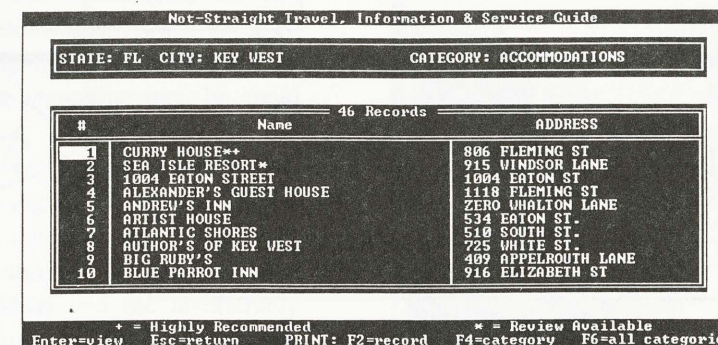 Not-Straight Travel, Information & Service Guide
STATE: FL CITY: KEY WEST CATEGORY: ACCOMMODATIONS
46 Records
# Name ADDRESS
1 CURRY HOUSE*+ 806 FLEMING ST
2 SEA ISLE RESORT* 915 WINDSOR LANE
3 1004 EATON STREET 1004 EATON ST
4 ALEXANDER'S GUEST HOUSE 1118 FLEMING ST
5 ANDREW'S INN ZERO WHALTON LANE
6 ARTIST HOUSE 534 EATON ST.
7 ATLANTIC SHORES 510 SOUTH ST.
8 AUTHOR'S OF KEY WEST 725 WHITE ST.
9 BIG RUBY'S 409 APPELROUTH LANE
10 BLUE PARROT INN 916 ELIZABETH ST
+ = Highly Recommended * = Review Available
Enter=view Esc=return PRINT: F2=record F4=category F6=all categorie